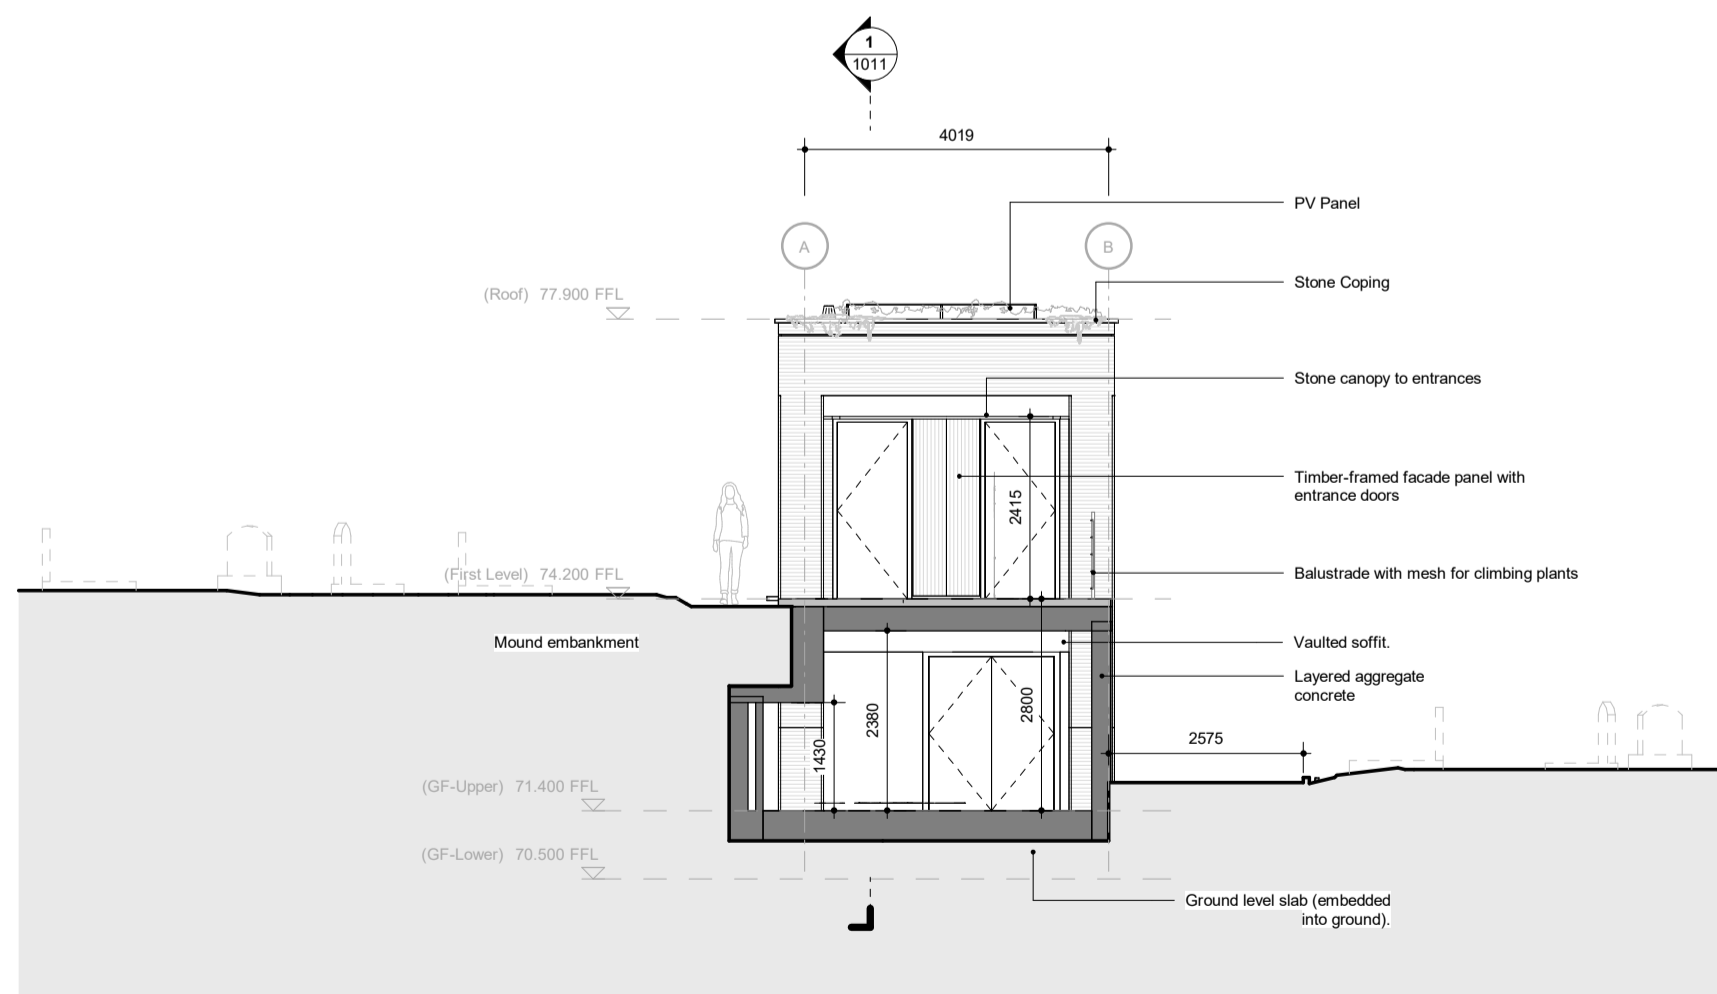 1
1011
4019
PV Panel
A
B
Stone Coping
(Roof) 77.900 FFL
Stone canopy to entrances
Timber-framed facade panel with
entrance doors
2415
(First Level) 74.200 FFL
Balustrade with mesh for climbing plants
Mound embankment
Vaulted soffit.
Layered aggregate
concrete
2380
2800
1430
2575
(GF-Upper) 71.400 FFL
(GF-Lower) 70.500 FFL
Ground level slab (embedded
into ground).